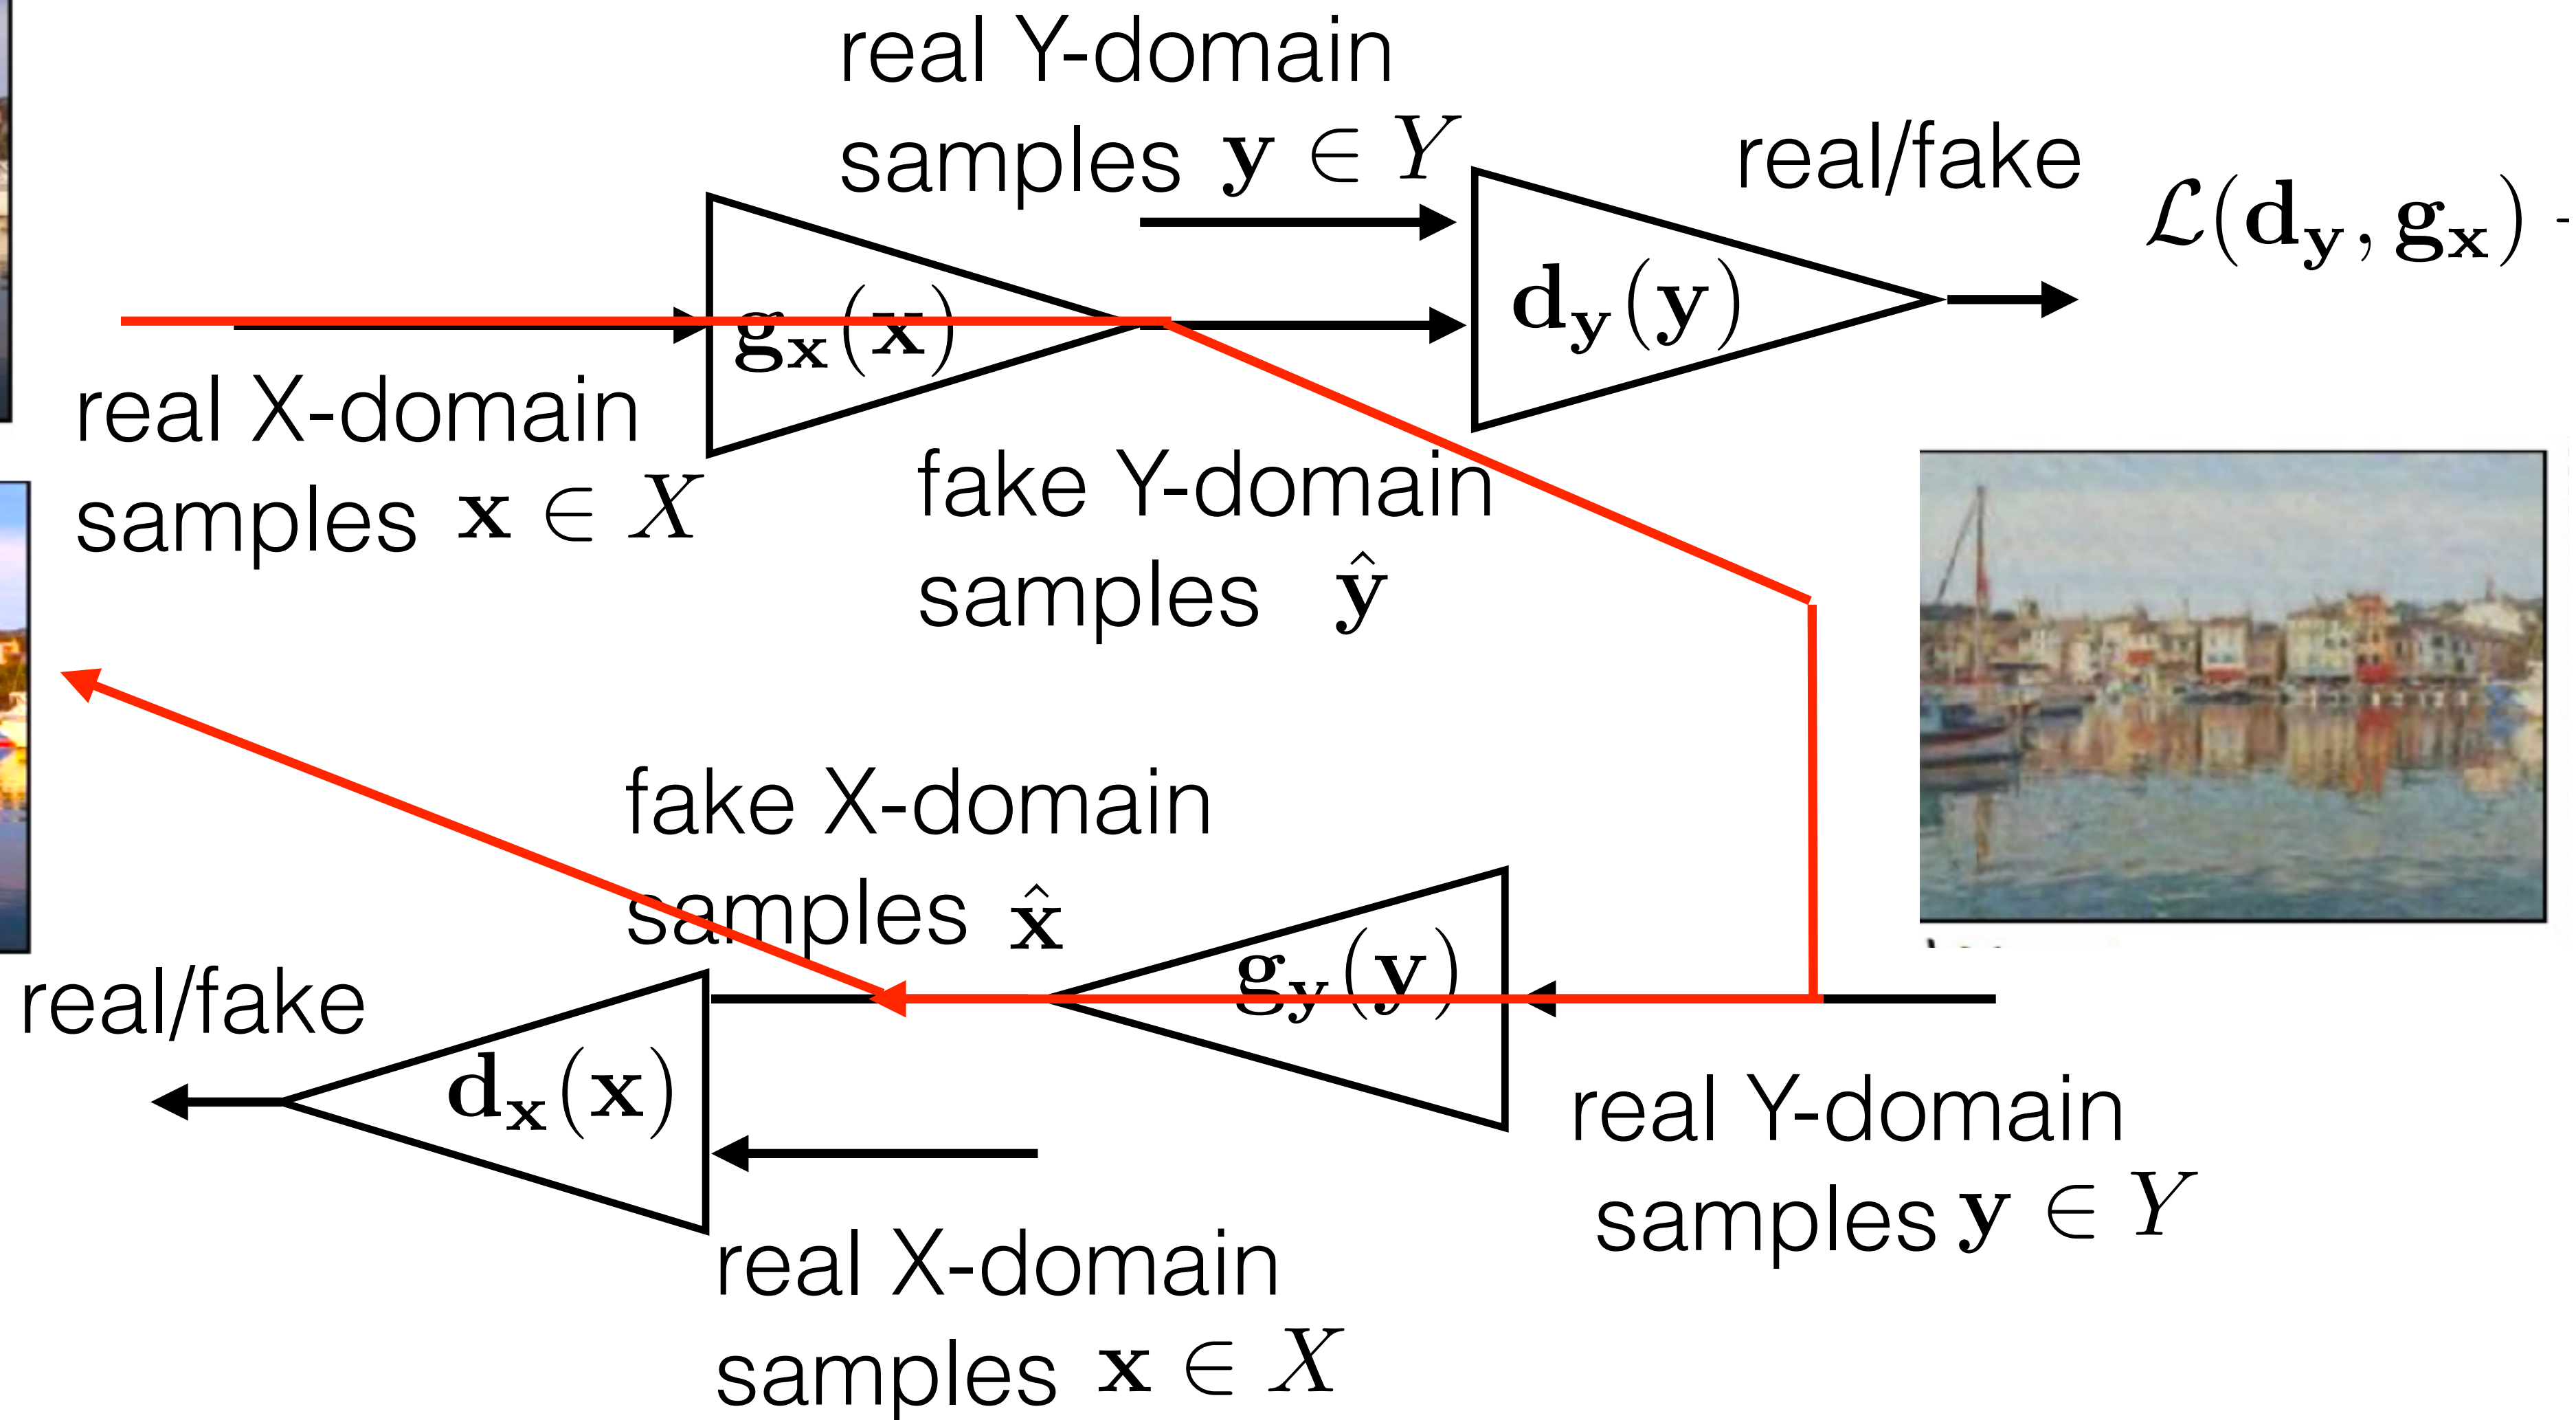 real Y-domain
samples y ∈ Y
real/fake
ℒ(d_y, g_x)
g_x(x)
d_y(y)
real X-domain
samples x ∈ X
fake Y-domain
samples ŷ
fake X-domain
samples x̂
g_y(y)
real/fake
d_x(x)
real Y-domain
samples y ∈ Y
real X-domain
samples x ∈ X